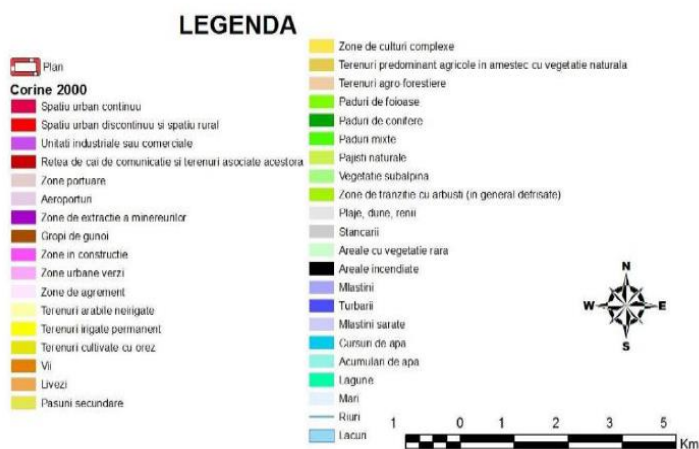 LEGENDA
Plan
Corine 2000
Spatiu urban continuu
Spatiu urban discontinuu si spatiu rural
Unitati industriale sau comerciale
Retea de cai de comunicatie si terenuri asociate acestora
Zone portuare
Aeroporturi
Zone de extractie a minereurilor
Gropi de gunoi
Zone in constructie
Zone urbane verzi
Zone de agrement
Terenuri arabile neirigate
Terenuri irigate permanent
Terenuri cultivate cu orez
Vii
Livezi
Pasuni secundare
Zone de culturi complexe
Terenuri predominant agricole in amestec cu vegetatie naturala
Terenuri agro-forestiere
Paduri de foioase
Paduri de conifere
Paduri mixte
Pajisti naturale
Vegetatie subalpina
Zone de tranzitie cu arbusti (in general defrisate)
Plaje, dune, renii
Stancarii
Areale cu vegetatie rara
Areale incendiate
Mlastini
Turbarii
Mlastini sarate
Cursuri de apa
Acumulari de apa
Lagune
Mari
Riuri
Lacuri
N
W E
S
1 0 1 2 3 5
Km